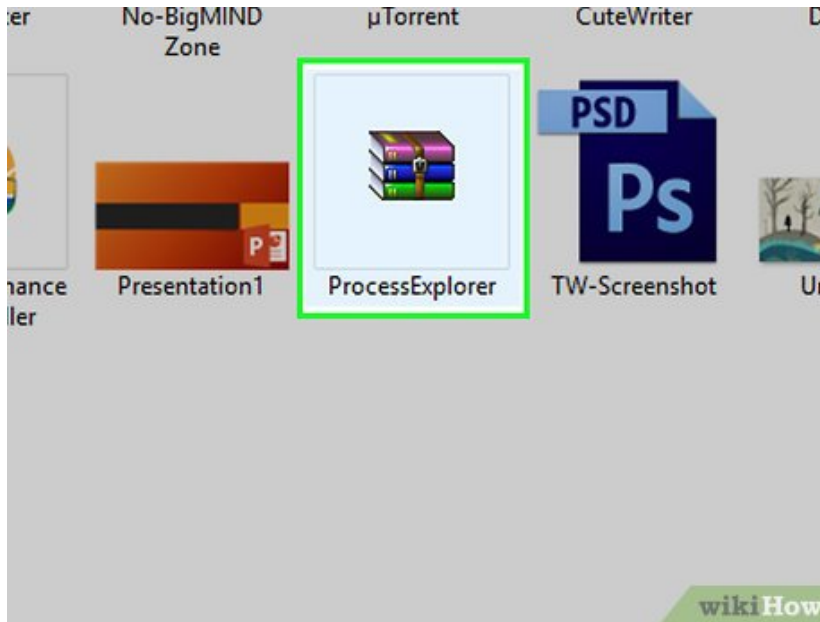 No-BigMIND
Zone
µTorrent
CuteWriter
PSD
Ps
P
Presentation1
ProcessExplorer
TW-Screenshot
wikiHow